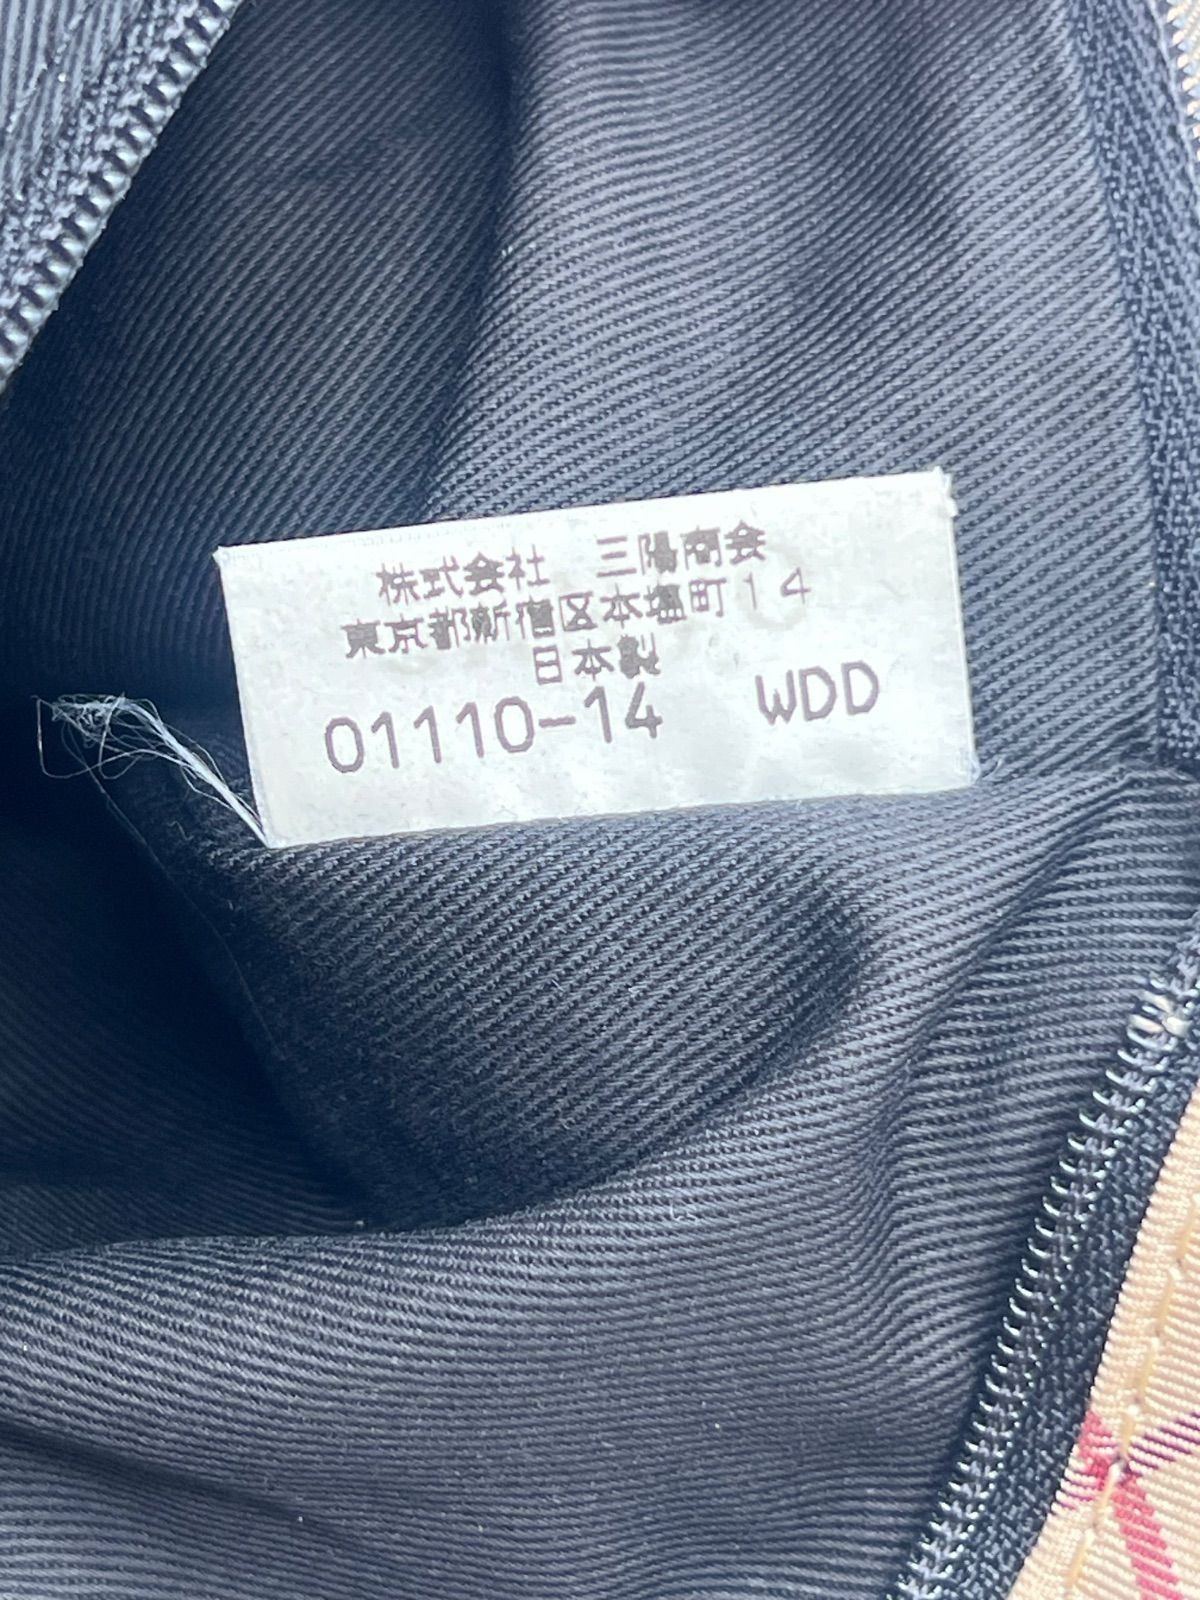 株式会社　三陽商会
東京都新宿区本塩町14
日本製
01110-14　WDD